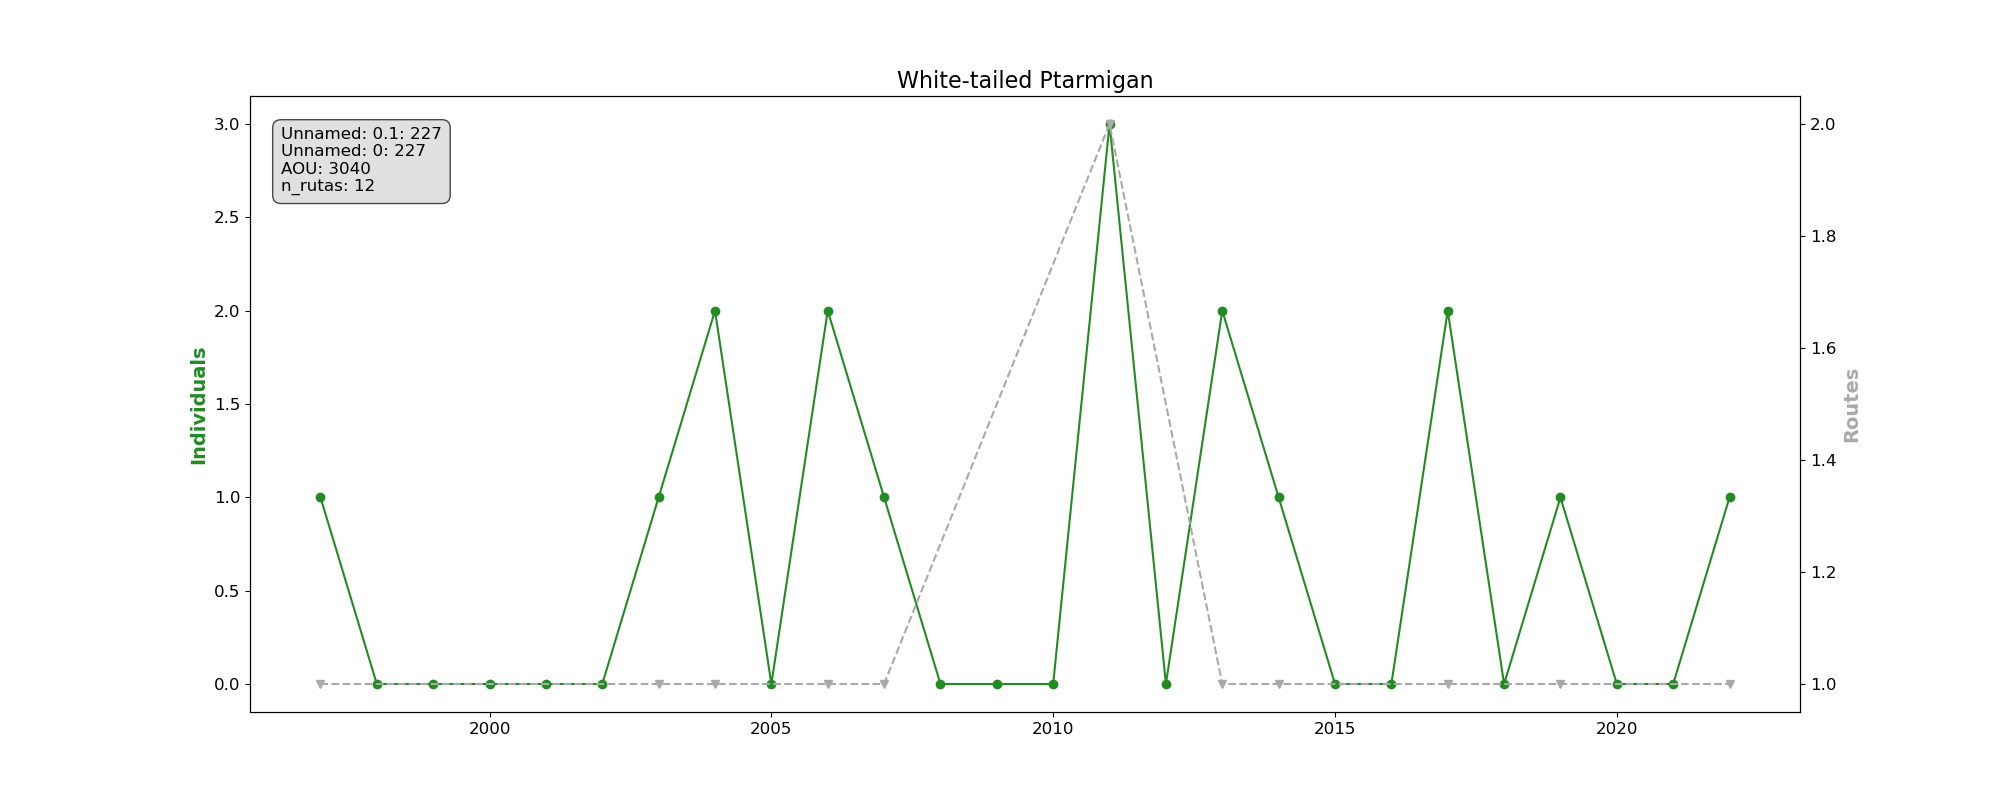 White-tailed Ptarmigan
Unnamed: 0.1: 227
Unnamed: 0: 227
AOU: 3040
n_rutas: 12
Individuals
3.0
2.5
2.0
1.5
1.0
0.5
0.0
2.0
1.8
1.6
1.4
1.2
1.0
Routes
2000 2005 2010 2015 2020